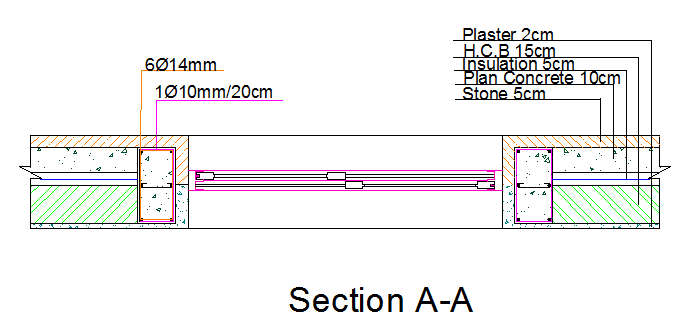 Plaster 2cm
H.C.B 15cm
6Ø14mm
Insulation 5cm
Plan Concrete 10cm
1Ø10mm/20cm
Stone 5cm
Section A-A